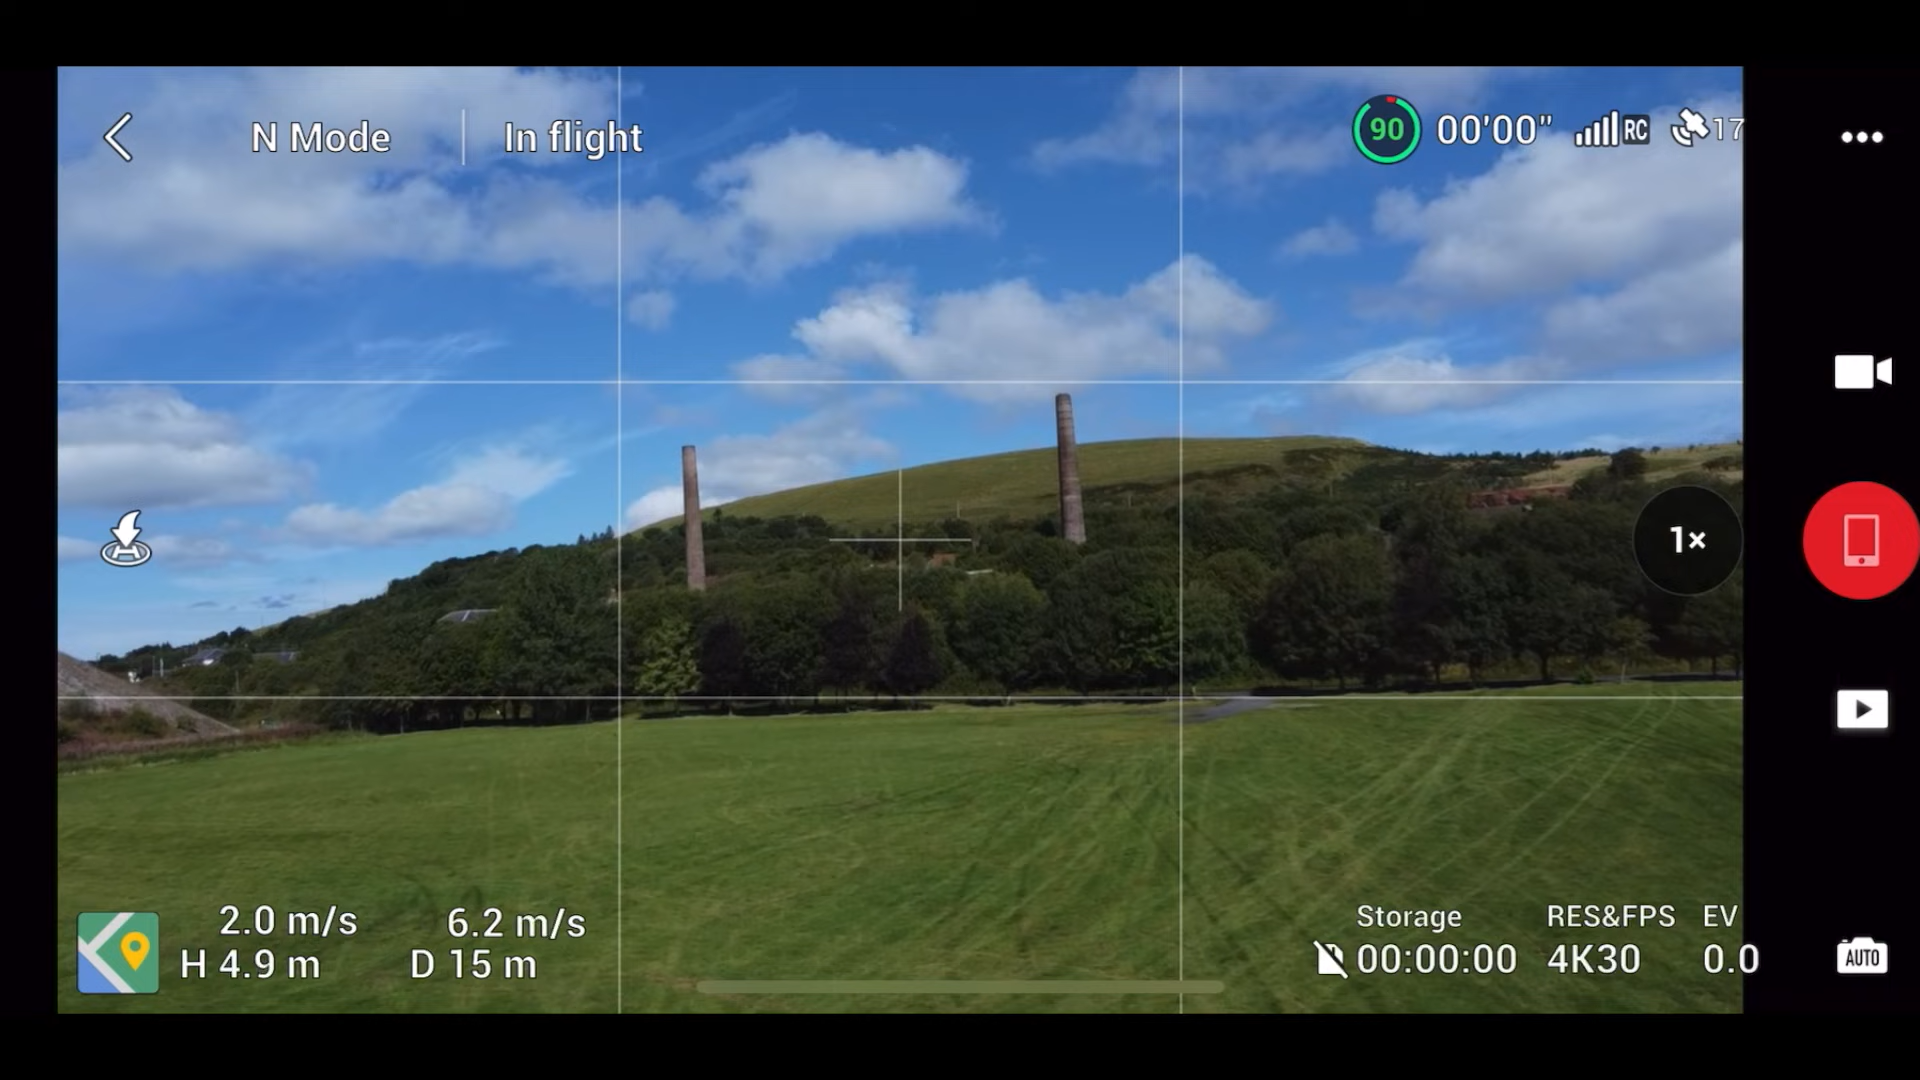 N Mode In flight
90 00'00" RC 17
1×
2.0 m/s 6.2 m/s
H 4.9 m D 15 m
Storage RES&FPS EV
00:00:00 4K30 0.0
AUTO